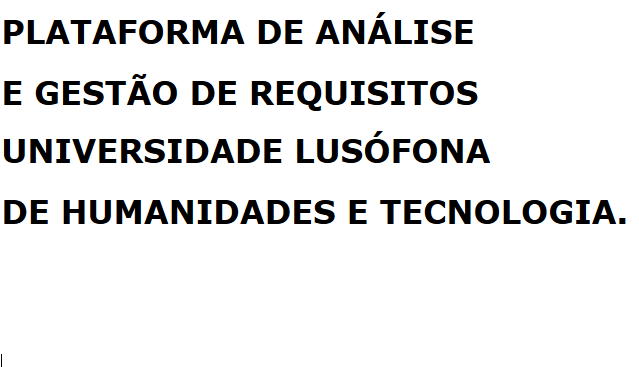 PLATAFORMA DE ANÁLISE
E GESTÃO DE REQUISITOS
UNIVERSIDADE LUSÓFONA
DE HUMANIDADES E TECNOLOGIA.